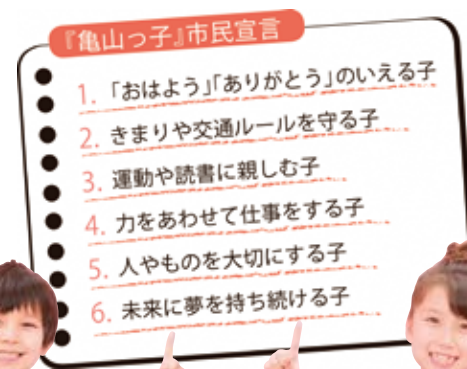 『亀山っ子』市民宣言
1. 「おはよう」「ありがとう」のいえる子
2. きまりや交通ルールを守る子
3. 運動や読書に親しむ子
4. 力をあわせて仕事をする子
5. 人やものを大切にする子
6. 未来に夢を持ち続ける子